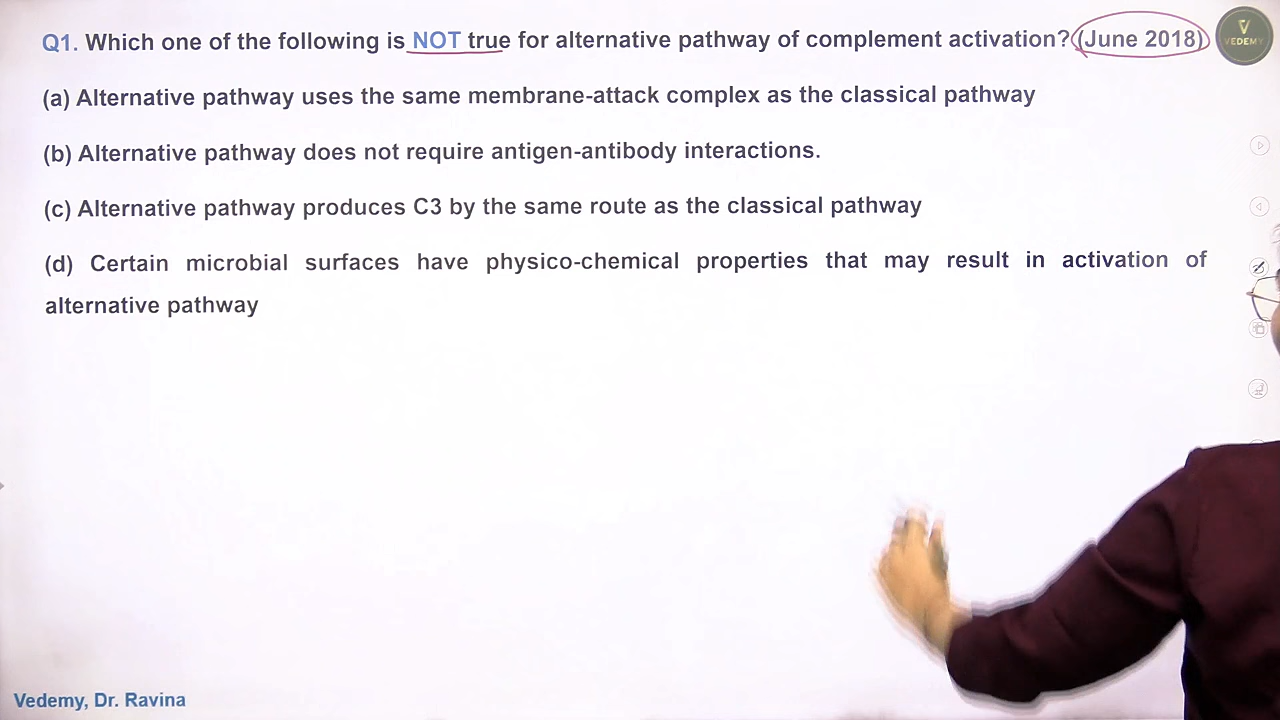 Q1. Which one of the following is NOT true for alternative pathway of complement activation? (June 2018)
VEDEMY
(a) Alternative pathway uses the same membrane-attack complex as the classical pathway
(b) Alternative pathway does not require antigen-antibody interactions.
(c) Alternative pathway produces C3 by the same route as the classical pathway
(d) Certain microbial surfaces have physico-chemical properties that may result in activation of
alternative pathway
Vedemy, Dr. Ravina